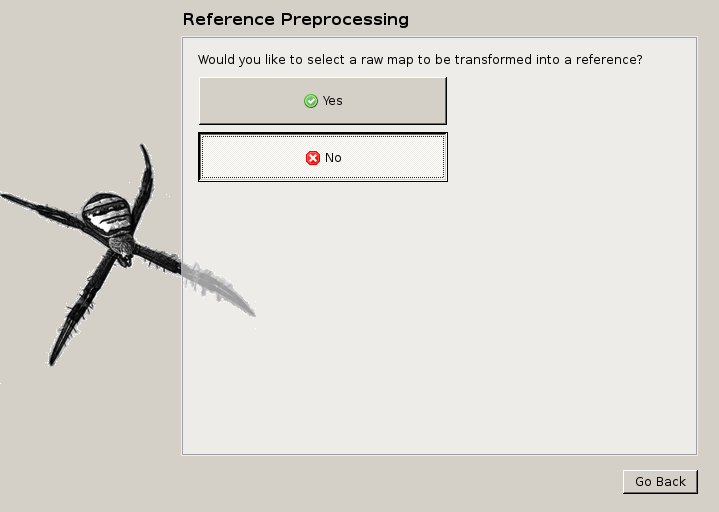 Reference Preprocessing
Would you like to select a raw map to be transformed into a reference?
Yes
No
Go Back